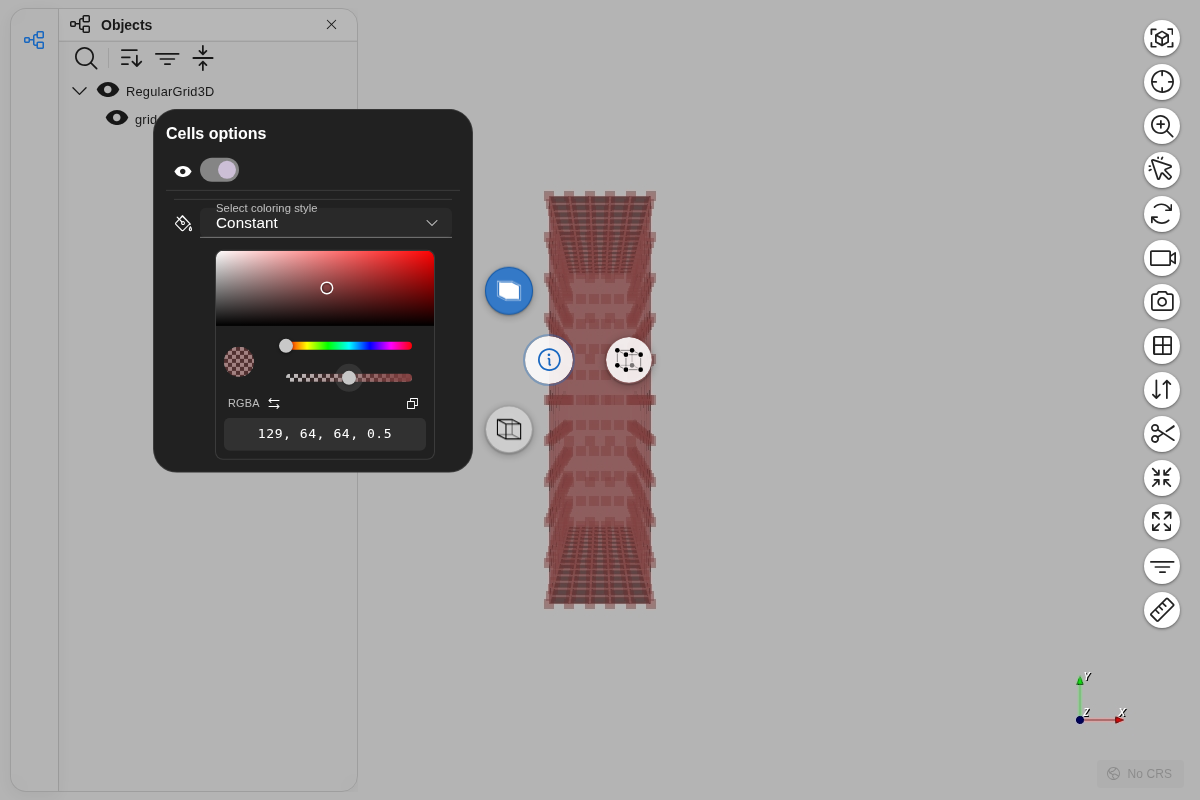 Objects
RegularGrid3D
grid
Cells options
Select coloring style
Constant
RGBA
129, 64, 64, 0.5
Y
Z
X
No CRS